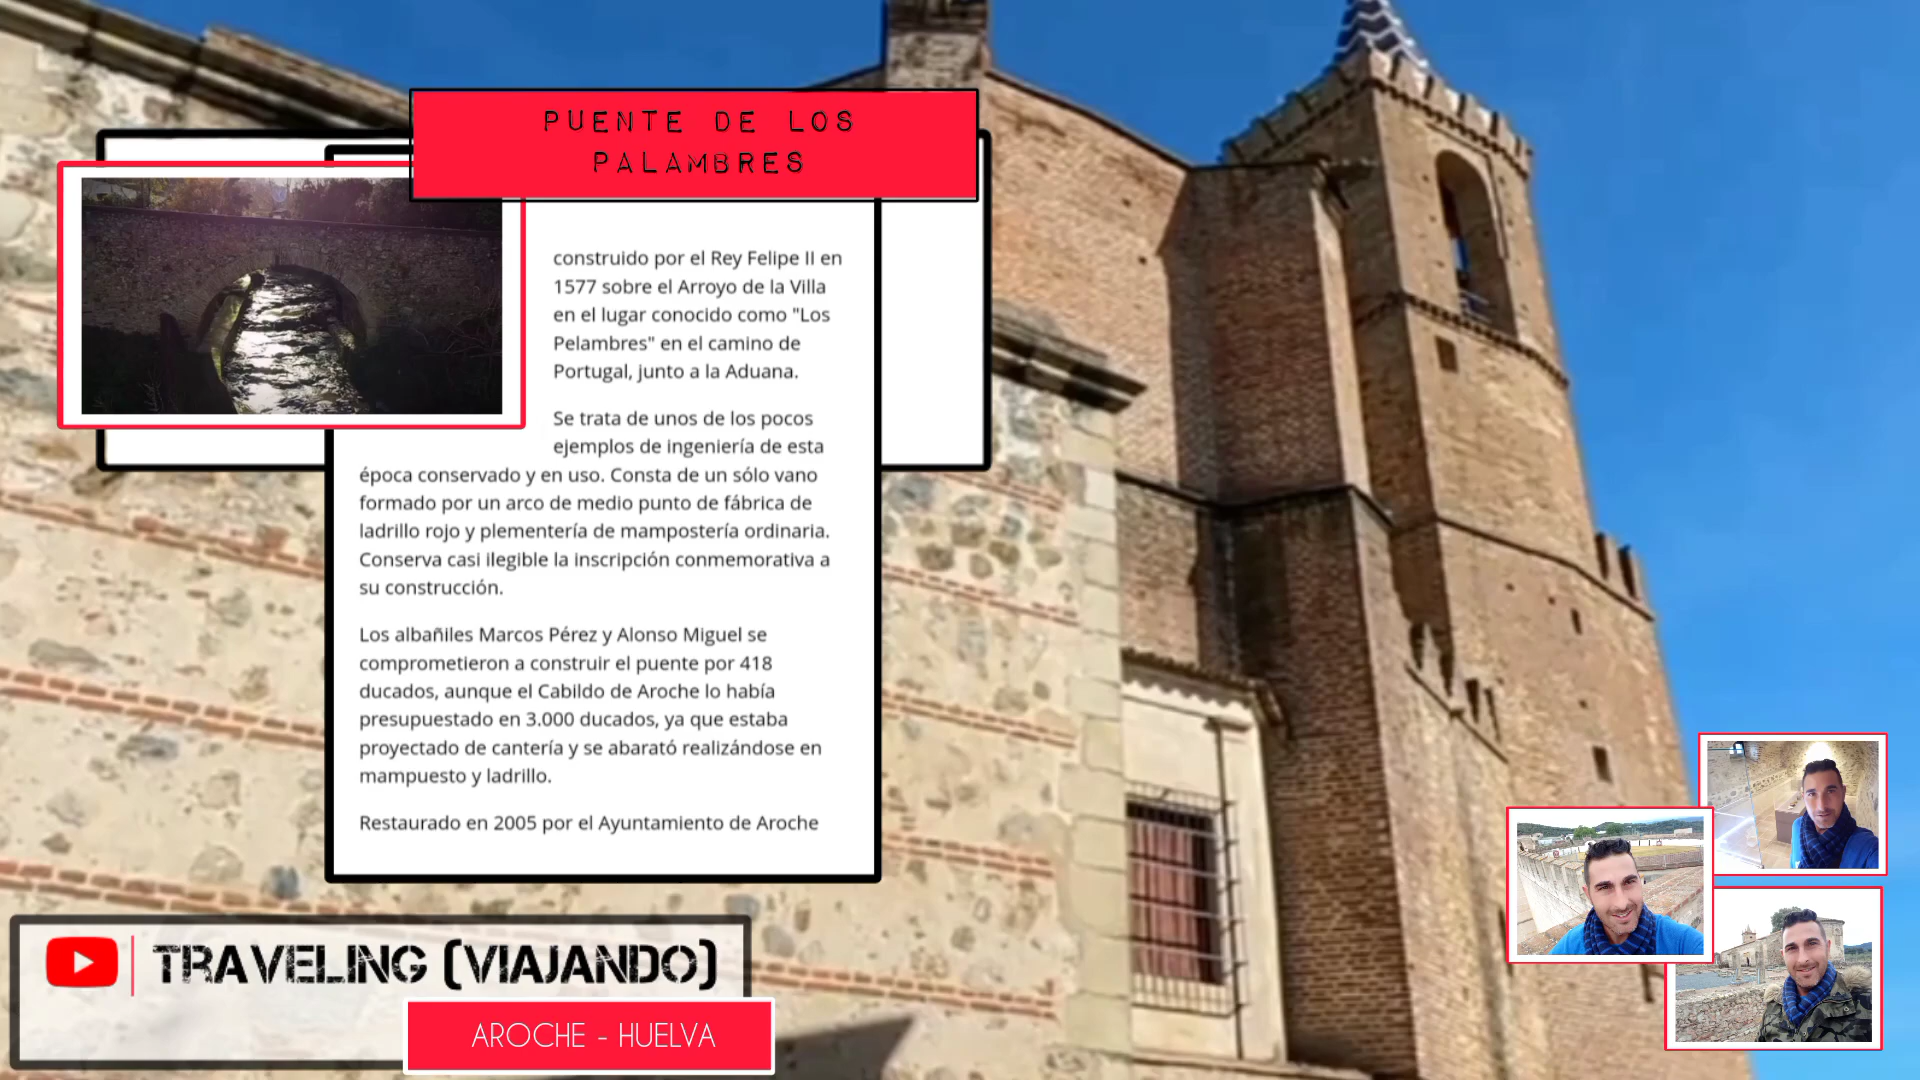 PUENTE DE LOS
PALAMBRES
construido por el Rey Felipe II en
1577 sobre el Arroyo de la Villa
en el lugar conocido como "Los
Pelambres" en el camino de
Portugal, junto a la Aduana.
Se trata de unos de los pocos
ejemplos de ingeniería de esta
época conservado y en uso. Consta de un sólo vano
formado por un arco de medio punto de fábrica de
ladrillo rojo y plementería de mampostería ordinaria.
Conserva casi ilegible la inscripción conmemorativa a
su construcción.
Los albañiles Marcos Pérez y Alonso Miguel se
comprometieron a construir el puente por 418
ducados, aunque el Cabildo de Aroche lo había
presupuestado en 3.000 ducados, ya que estaba
proyectado de cantería y se abarató realizándose en
mampuesto y ladrillo.
Restaurado en 2005 por el Ayuntamiento de Aroche
TRAVELING (VIAJANDO)
AROCHE - HUELVA